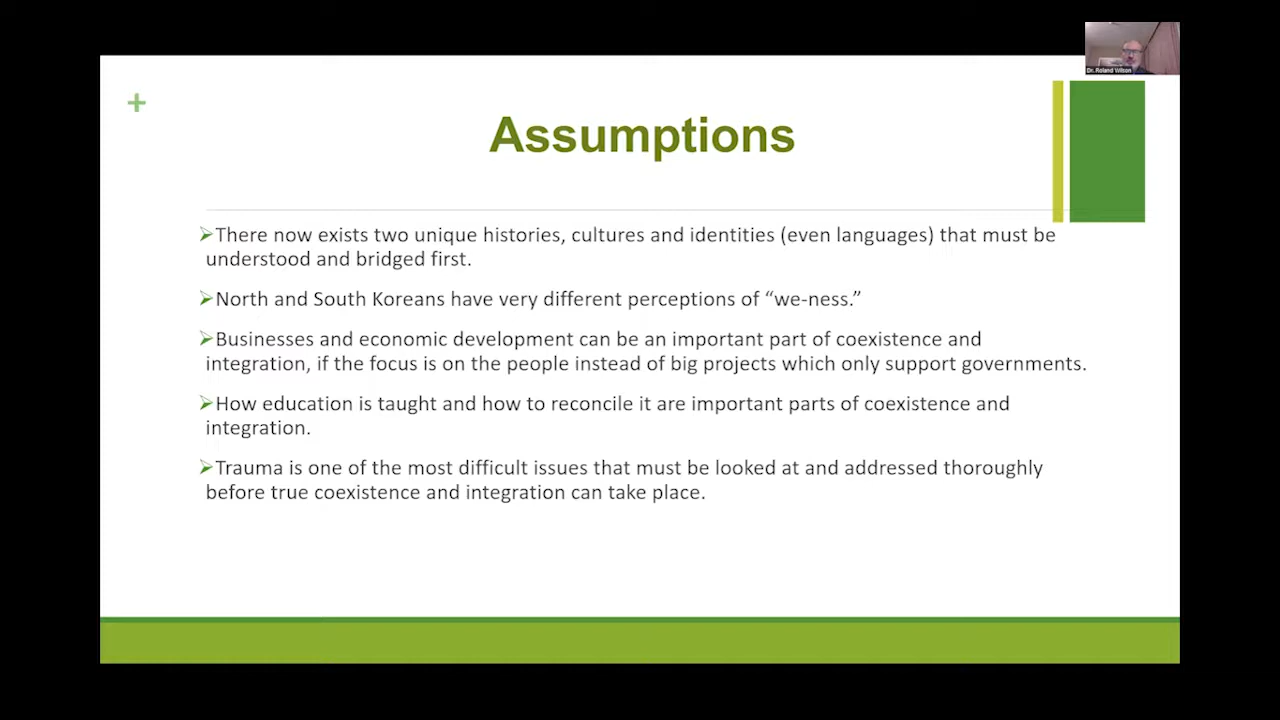 Dr. Roland Wilson
+
Assumptions
➢There now exists two unique histories, cultures and identities (even languages) that must be
understood and bridged first.
➢North and South Koreans have very different perceptions of “we-ness.”
➢Businesses and economic development can be an important part of coexistence and
integration, if the focus is on the people instead of big projects which only support governments.
➢How education is taught and how to reconcile it are important parts of coexistence and
integration.
➢Trauma is one of the most difficult issues that must be looked at and addressed thoroughly
before true coexistence and integration can take place.